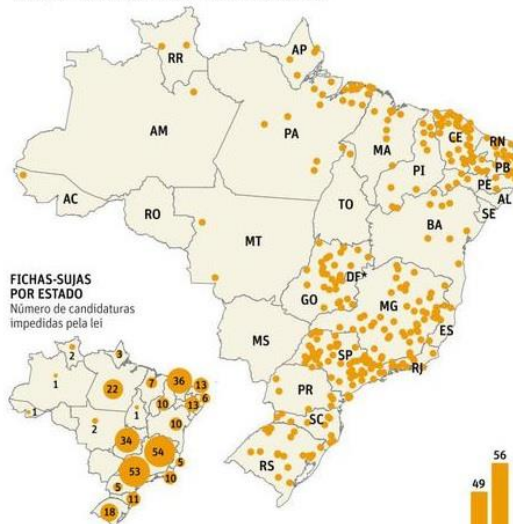 RR
AP
AM
PA
MA
CE
RN
PB
PI
PE
AL
SE
AC
RO
TO
BA
MT
DF*
GO
MG
ES
MS
SP
RJ
PR
SC
RS
FICHAS-SUJAS
POR ESTADO
Número de candidaturas
impedidas pela lei
2
3
1
22
7
36
13
6
13
10
1
1
2
10
34
54
53
5
10
5
11
18
49
56